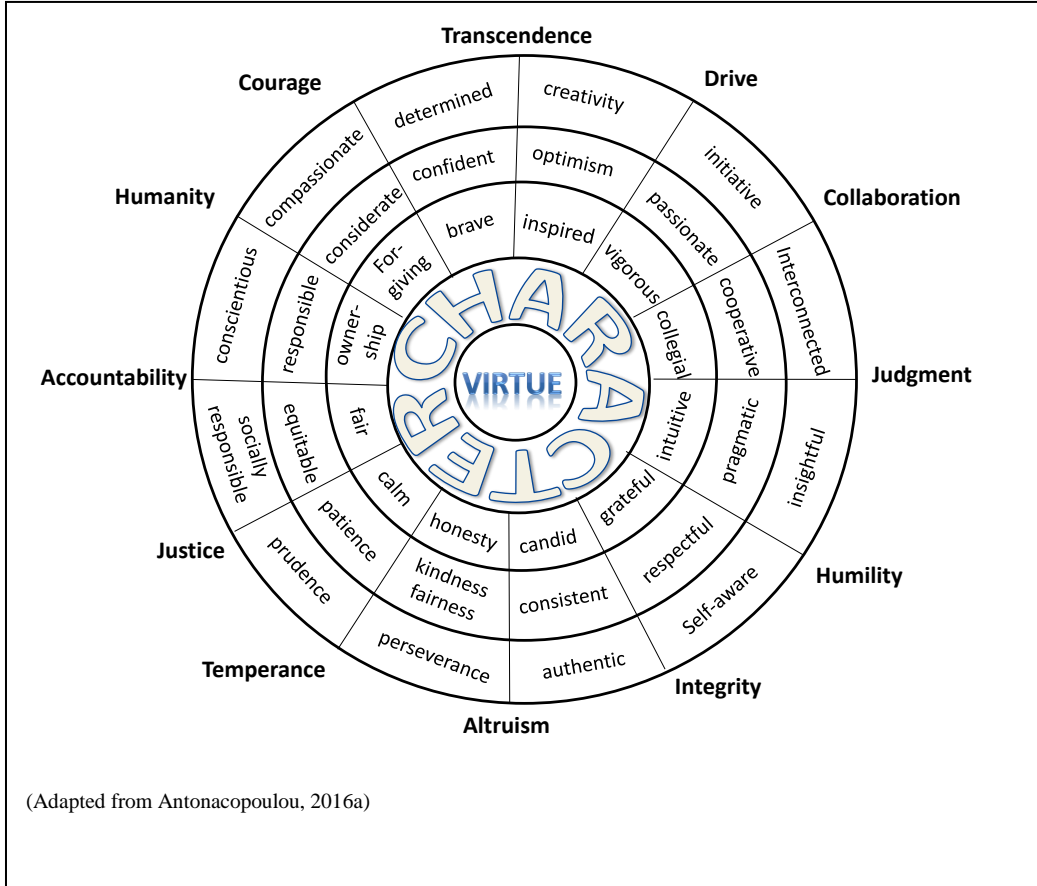 Transcendence
Drive
Collaboration
Judgment
Humility
Integrity
Altruism
Temperance
Justice
Accountability
Humanity
Courage
creativity
initiative
Interconnected
insightful
Self-aware
authentic
perseverance
prudence
socially
responsible
conscientious
compassionate
determined
optimism
passionate
cooperative
pragmatic
respectful
consistent
kindness
fairness
patience
equitable
responsible
considerate
confident
inspired
vigorous
collegial
intuitive
grateful
candid
honesty
calm
fair
owner-
ship
For-
giving
brave
CHARACTER
VIRTUE
(Adapted from Antonacopoulou, 2016a)